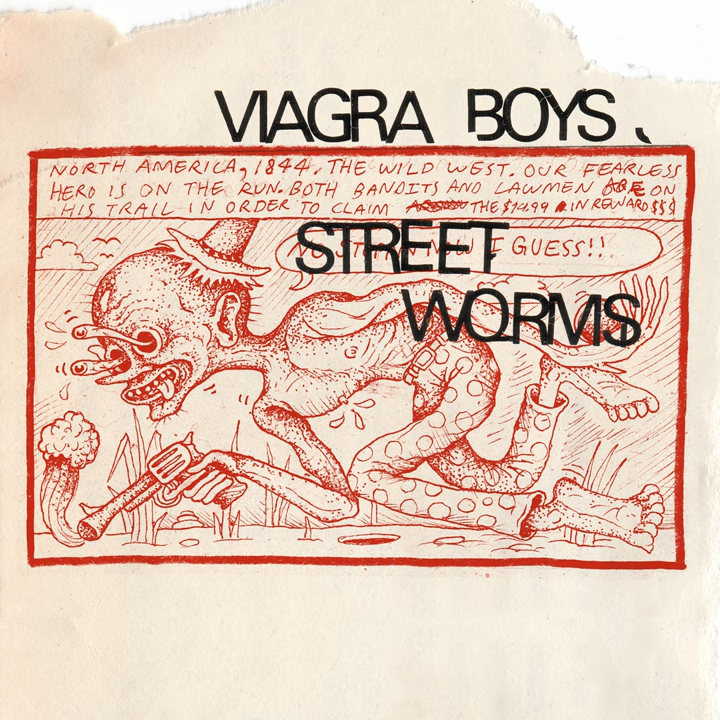 VIAGRA BOYS.
NORTH AMERICA, 1844. THE WILD WEST. OUR FEARLESS
HERO IS ON THE RUN. BOTH BANDITS AND LAWMEN ARE ON
HIS TRAIL IN ORDER TO CLAIM THE $14.99 IN REWARD $$$
NOW I GUESS!!
STREET
WORMS